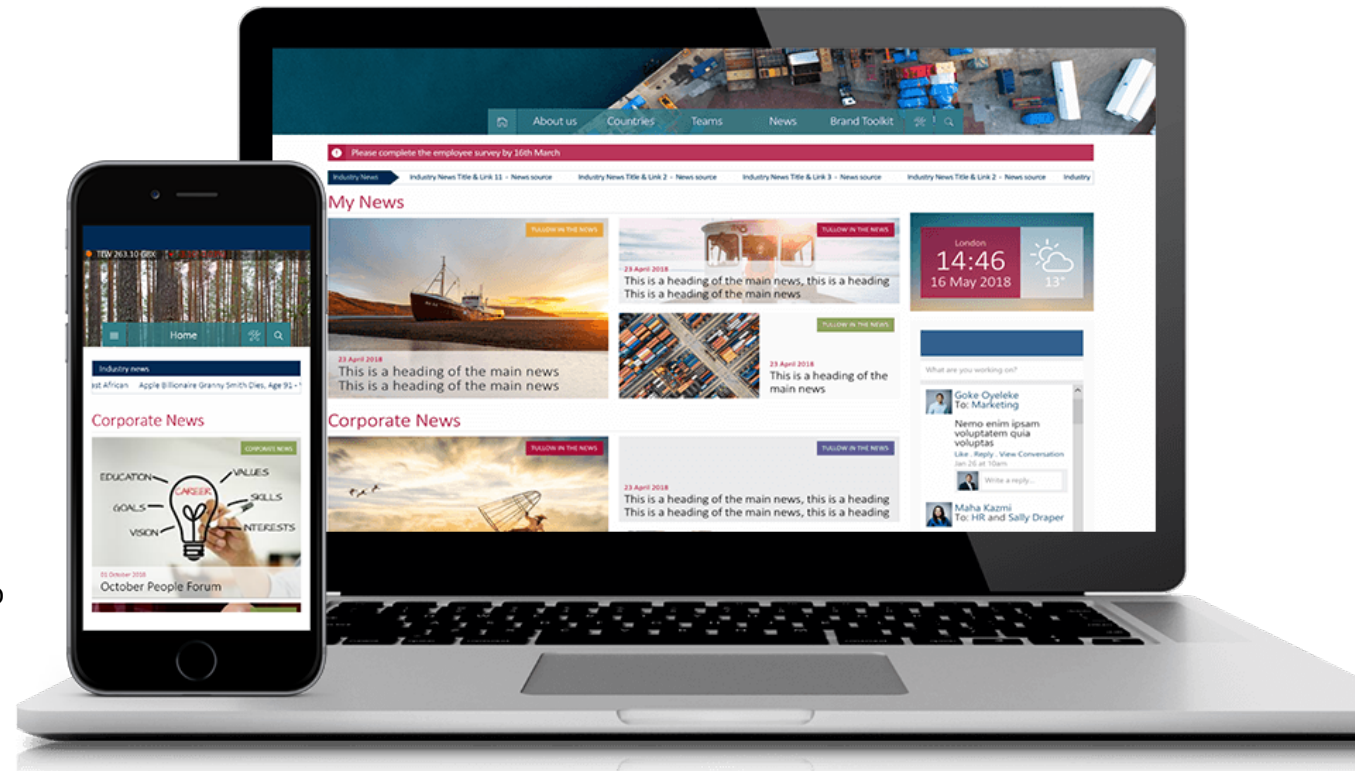 About us
Countries
Teams
News
Brand Toolkit
Please complete the employee survey by 16th March
Industry News
Industry News Title & Link 11 - News source
Industry News Title & Link 2 - News source
Industry News Title & Link 3 - News source
Industry News Title & Link 2 - News source
Industry
My News
TULLOW IN THE NEWS
23 April 2018
This is a heading of the main news
This is a heading of the main news
TULLOW IN THE NEWS
23 April 2018
This is a heading of the main news, this is a heading
This is a heading of the main news
TULLOW IN THE NEWS
23 April 2018
This is a heading of the
main news
London
14:46
16 May 2018
13°
What are you working on?
Goke Oyeleke
To: Marketing
Nemo enim ipsam
voluptatem quia
voluptas
Like . Reply . View Conversation
Jan 26 at 10am
Write a reply...
Maha Kazmi
To: HR and Sally Draper
Corporate News
TULLOW IN THE NEWS
TULLOW IN THE NEWS
23 April 2018
This is a heading of the main news, this is a heading
This is a heading of the main news, this is a heading
TLW 263.10 GBX
Home
Industry news
ast African Apple Billionaire Granny Smith Dies, Age 91 -
Corporate News
CORPORATE NEWS
EDUCATION
VALUES
CAREER
SKILLS
GOALS
VISION
INTERESTS
01 October 2018
October People Forum